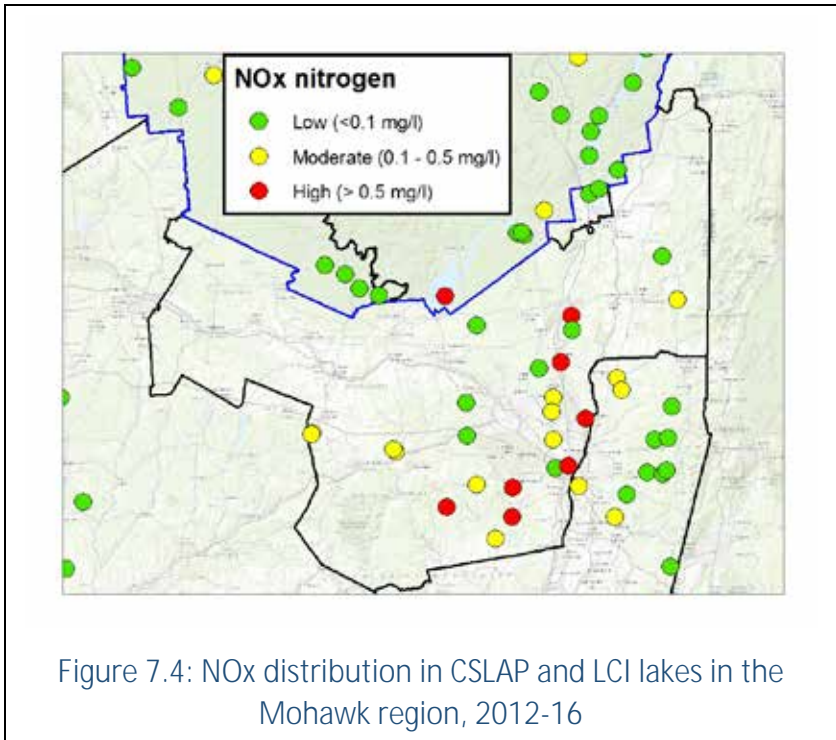 NOx nitrogen
Low (<0.1 mg/l)
Moderate (0.1 - 0.5 mg/l)
High (> 0.5 mg/l)
Figure 7.4: NOx distribution in CSLAP and LCI lakes in the
Mohawk region, 2012-16